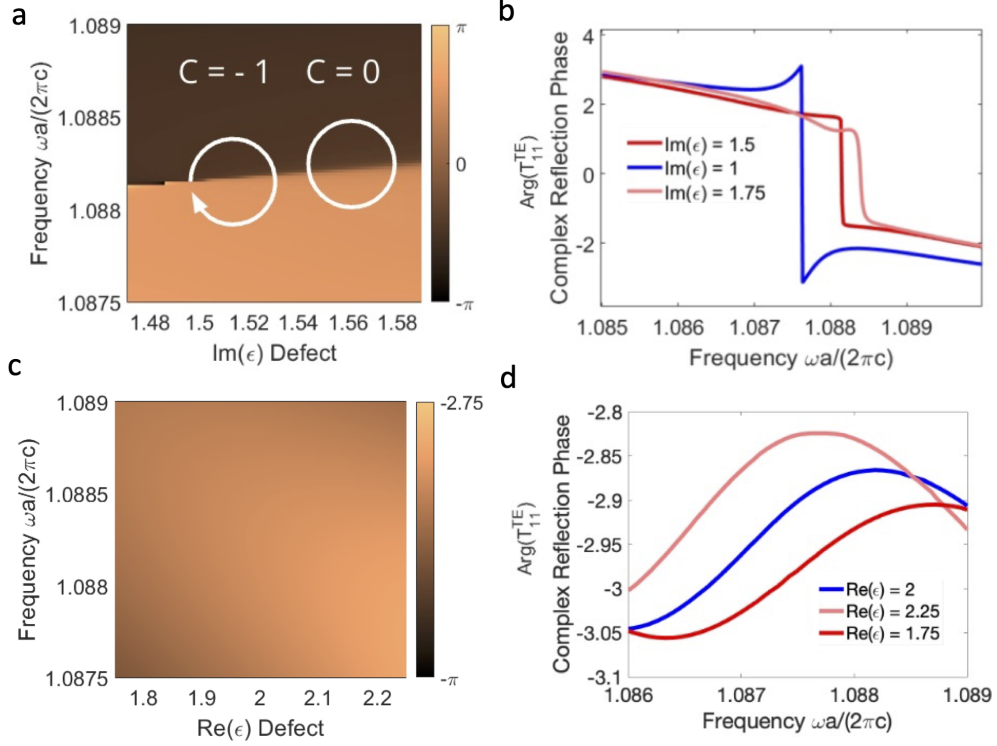 a
1.089
1.0885
1.088
1.0875
Frequency ωa/(2πc)
C = - 1
C = 0
1.48
1.5
1.52
1.54
1.56
1.58
Im(ϵ) Defect
π
0
-π
b
4
2
0
-2
Arg(T₁₁ᵀᴱ)
Complex Reflection Phase
Im(ϵ) = 1.5
Im(ϵ) = 1
Im(ϵ) = 1.75
1.085
1.086
1.087
1.088
1.089
Frequency ωa/(2πc)
c
1.089
1.0885
1.088
1.0875
Frequency ωa/(2πc)
1.8
1.9
2
2.1
2.2
Re(ϵ) Defect
-2.75
-π
d
-2.8
-2.85
-2.9
-2.95
-3
-3.05
-3.1
Arg(T₁₁ᵀᴱ)
Complex Reflection Phase
Re(ϵ) = 2
Re(ϵ) = 2.25
Re(ϵ) = 1.75
1.086
1.087
1.088
1.089
Frequency ωa/(2πc)